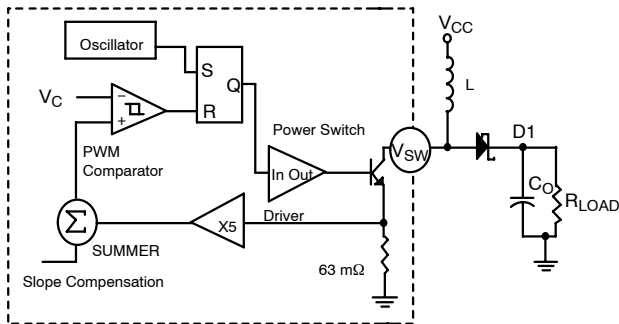 Oscillator
S
Q
R
V_C
−
+
PWM
Comparator
Power Switch
In Out
V_SW
V_CC
L
D1
C_O
R_LOAD
X5
Driver
Σ
SUMMER
63 mΩ
Slope Compensation